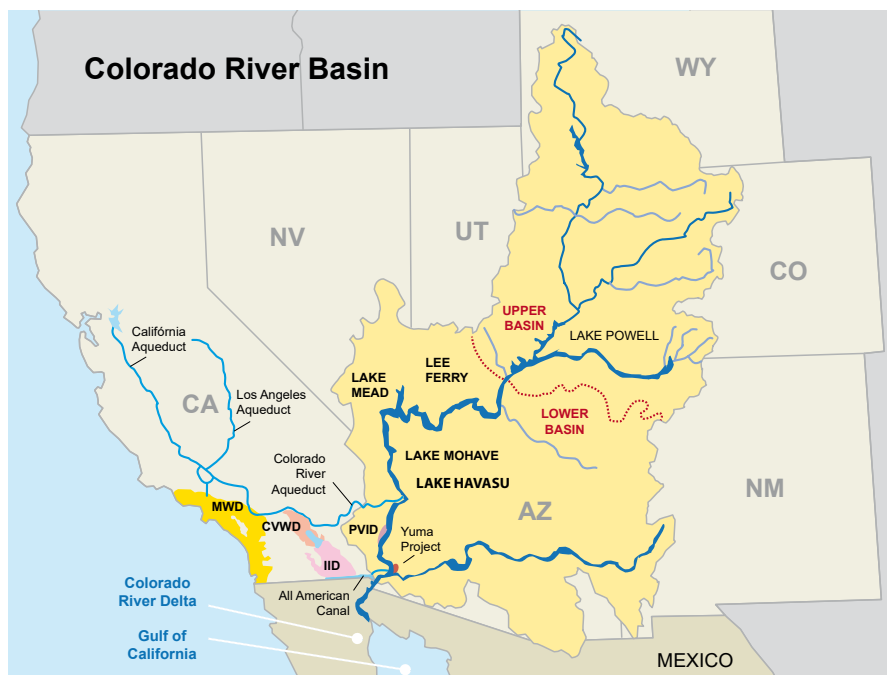 Colorado River Basin
WY
NV
UT
CO
UPPER
BASIN
LAKE POWELL
Califórnia
Aqueduct
LEE
FERRY
LAKE
MEAD
CA
Los Angeles
Aqueduct
LOWER
BASIN
Colorado
River
Aqueduct
LAKE MOHAVE
LAKE HAVASU
NM
AZ
MWD
CVWD
PVID
Yuma
Project
IID
All American
Canal
Colorado
River Delta
Gulf of
California
MEXICO